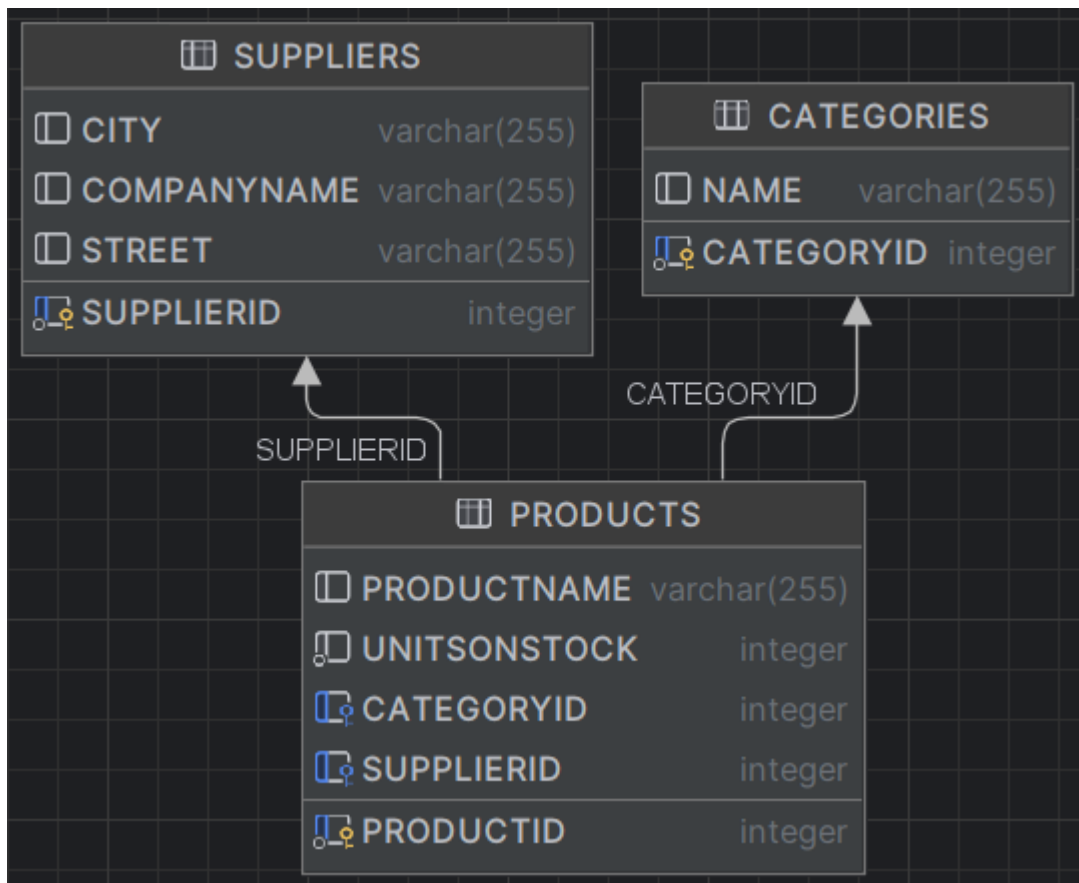 SUPPLIERS
CITY varchar(255)
COMPANYNAME varchar(255)
STREET varchar(255)
SUPPLIERID integer
CATEGORIES
NAME varchar(255)
CATEGORYID integer
CATEGORYID
SUPPLIERID
PRODUCTS
PRODUCTNAME varchar(255)
UNITSONSTOCK integer
CATEGORYID integer
SUPPLIERID integer
PRODUCTID integer